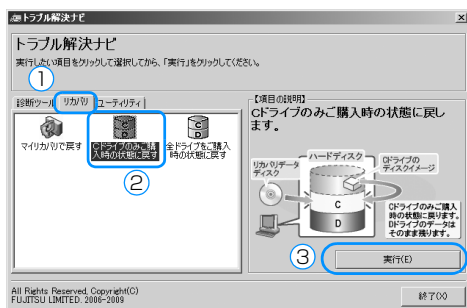 トラブル解決ナビ
トラブル解決ナビ
実行したい項目をクリックして選択してから、「実行」をクリックしてください。
①
診断ツール リカバリ ユーティリティ
マイリカバリで戻す
Cドライブのみご購
入時の状態に戻す
全ドライブをご購入
時の状態に戻す
②
【項目の説明】
Cドライブのみご購入時の状態に戻し
ます。
リカバリデータ
ディスク
ハードディスク
Cドライブの
ディスクイメージ
C
D
Cドライブのみご購入
時の状態に戻ります。
Dドライブのデータは
そのまま残ります。
③
実行(E)
All Rights Reserved, Copyright(C)
FUJITSU LIMITED. 2006-2009
終了(X)